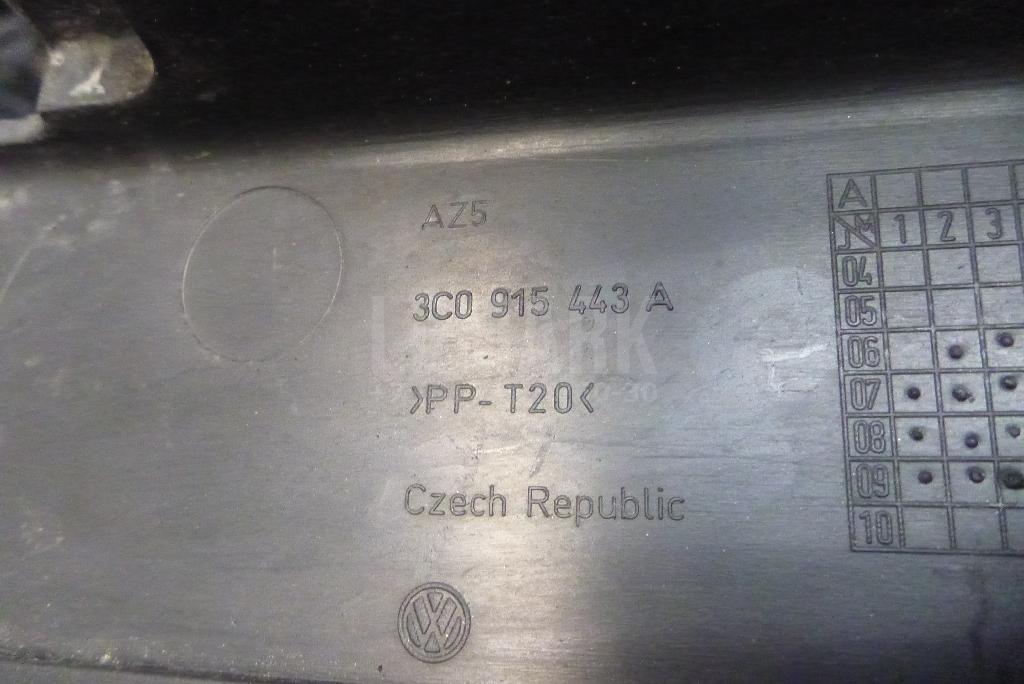 AZ5
3C0 915 443 A
>PP-T20<
Czech Republic
A
J M 1 2 3
04
05
06
07
08
09
10